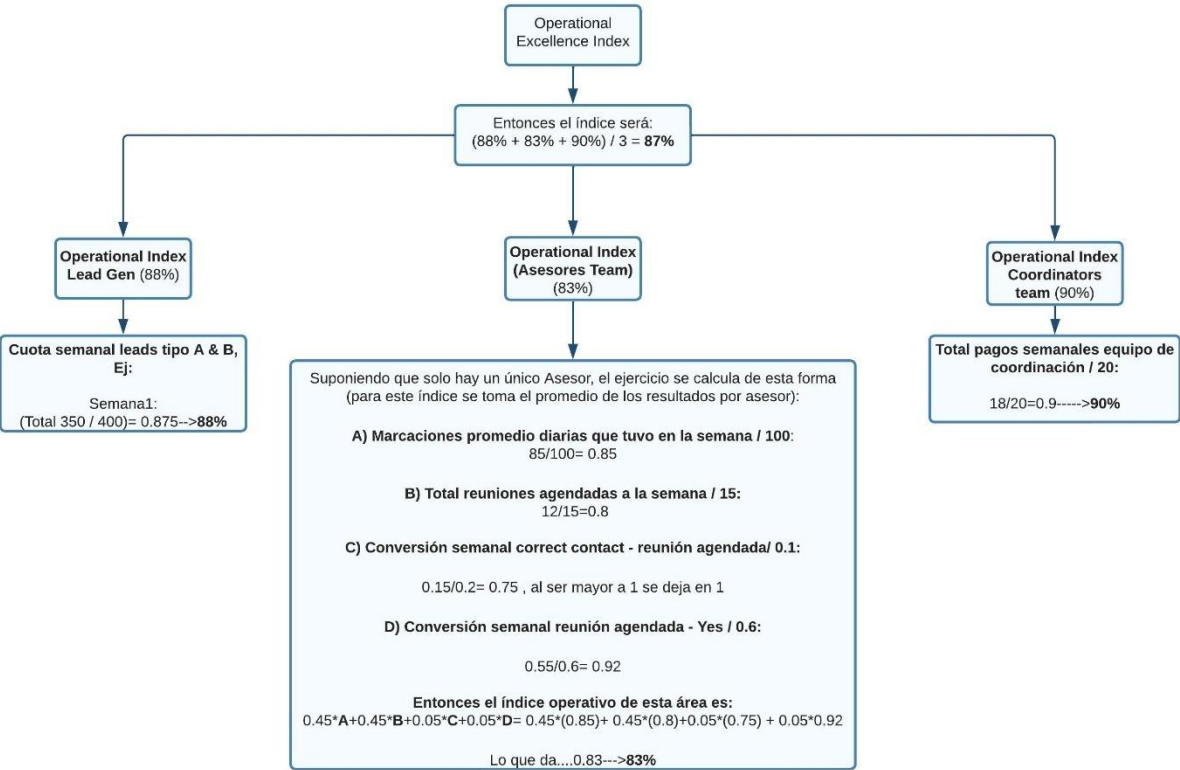 Operational
Excellence Index
Entonces el índice será:
(88% + 83% + 90%) / 3 = 87%
Operational Index
Lead Gen (88%)
Cuota semanal leads tipo A & B,
Ej:
Semana1:
(Total 350 / 400)= 0.875-->88%
Operational Index
(Asesores Team)
(83%)
Suponiendo que solo hay un único Asesor, el ejercicio se calcula de esta forma
(para este índice se toma el promedio de los resultados por asesor):
A) Marcaciones promedio diarias que tuvo en la semana / 100:
85/100= 0.85
B) Total reuniones agendadas a la semana / 15:
12/15=0.8
C) Conversión semanal correct contact - reunión agendada/ 0.1:
0.15/0.2= 0.75 , al ser mayor a 1 se deja en 1
D) Conversión semanal reunión agendada - Yes / 0.6:
0.55/0.6= 0.92
Entonces el índice operativo de esta área es:
0.45*A+0.45*B+0.05*C+0.05*D= 0.45*(0.85)+ 0.45*(0.8)+0.05*(0.75) + 0.05*0.92
Lo que da....0.83--->83%
Operational Index
Coordinators
team (90%)
Total pagos semanales equipo de
coordinación / 20:
18/20=0.9----->90%